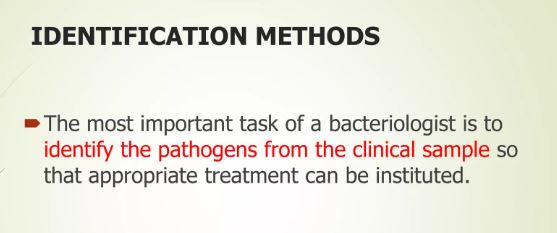 IDENTIFICATION METHODS
The most important task of a bacteriologist is to
identify the pathogens from the clinical sample so
that appropriate treatment can be instituted.